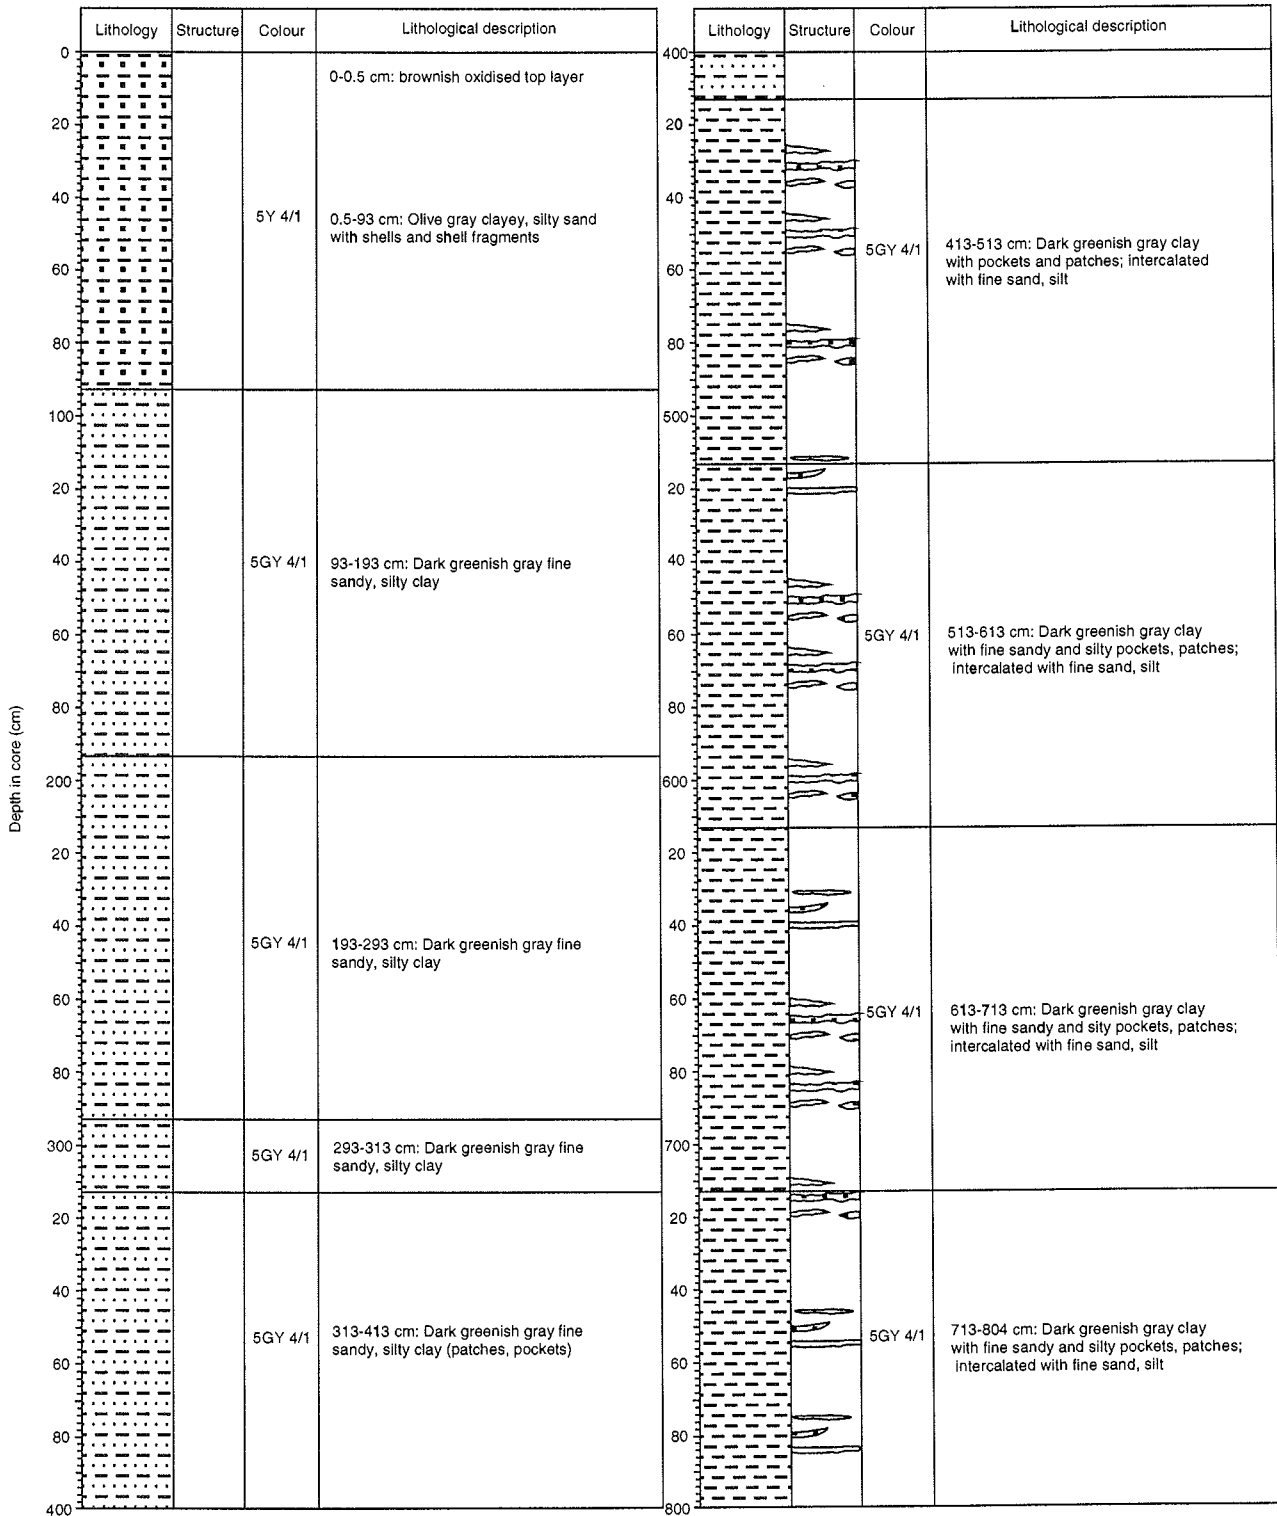 Lithology Structure Colour Lithological description
0
0-0.5 cm: brownish oxidised top layer
20
40
5Y 4/1
0.5-93 cm: Olive gray clayey, silty sand
with shells and shell fragments
60
80
100
20
40
5GY 4/1
93-193 cm: Dark greenish gray fine
sandy, silty clay
60
80
Depth in core (cm)
200
20
40
5GY 4/1
193-293 cm: Dark greenish gray fine
sandy, silty clay
60
80
300
5GY 4/1
293-313 cm: Dark greenish gray fine
sandy, silty clay
20
40
5GY 4/1
313-413 cm: Dark greenish gray fine
sandy, silty clay (patches, pockets)
60
80
400
Lithology Structure Colour Lithological description
400
20
40
5GY 4/1
413-513 cm: Dark greenish gray clay
with pockets and patches; intercalated
with fine sand, silt
60
80
500
20
40
60
5GY 4/1
513-613 cm: Dark greenish gray clay
with fine sandy and silty pockets, patches;
intercalated with fine sand, silt
80
600
20
40
60
5GY 4/1
613-713 cm: Dark greenish gray clay
with fine sandy and sity pockets, patches;
intercalated with fine sand, silt
80
700
20
40
5GY 4/1
713-804 cm: Dark greenish gray clay
with fine sandy and silty pockets, patches;
intercalated with fine sand, silt
60
80
800